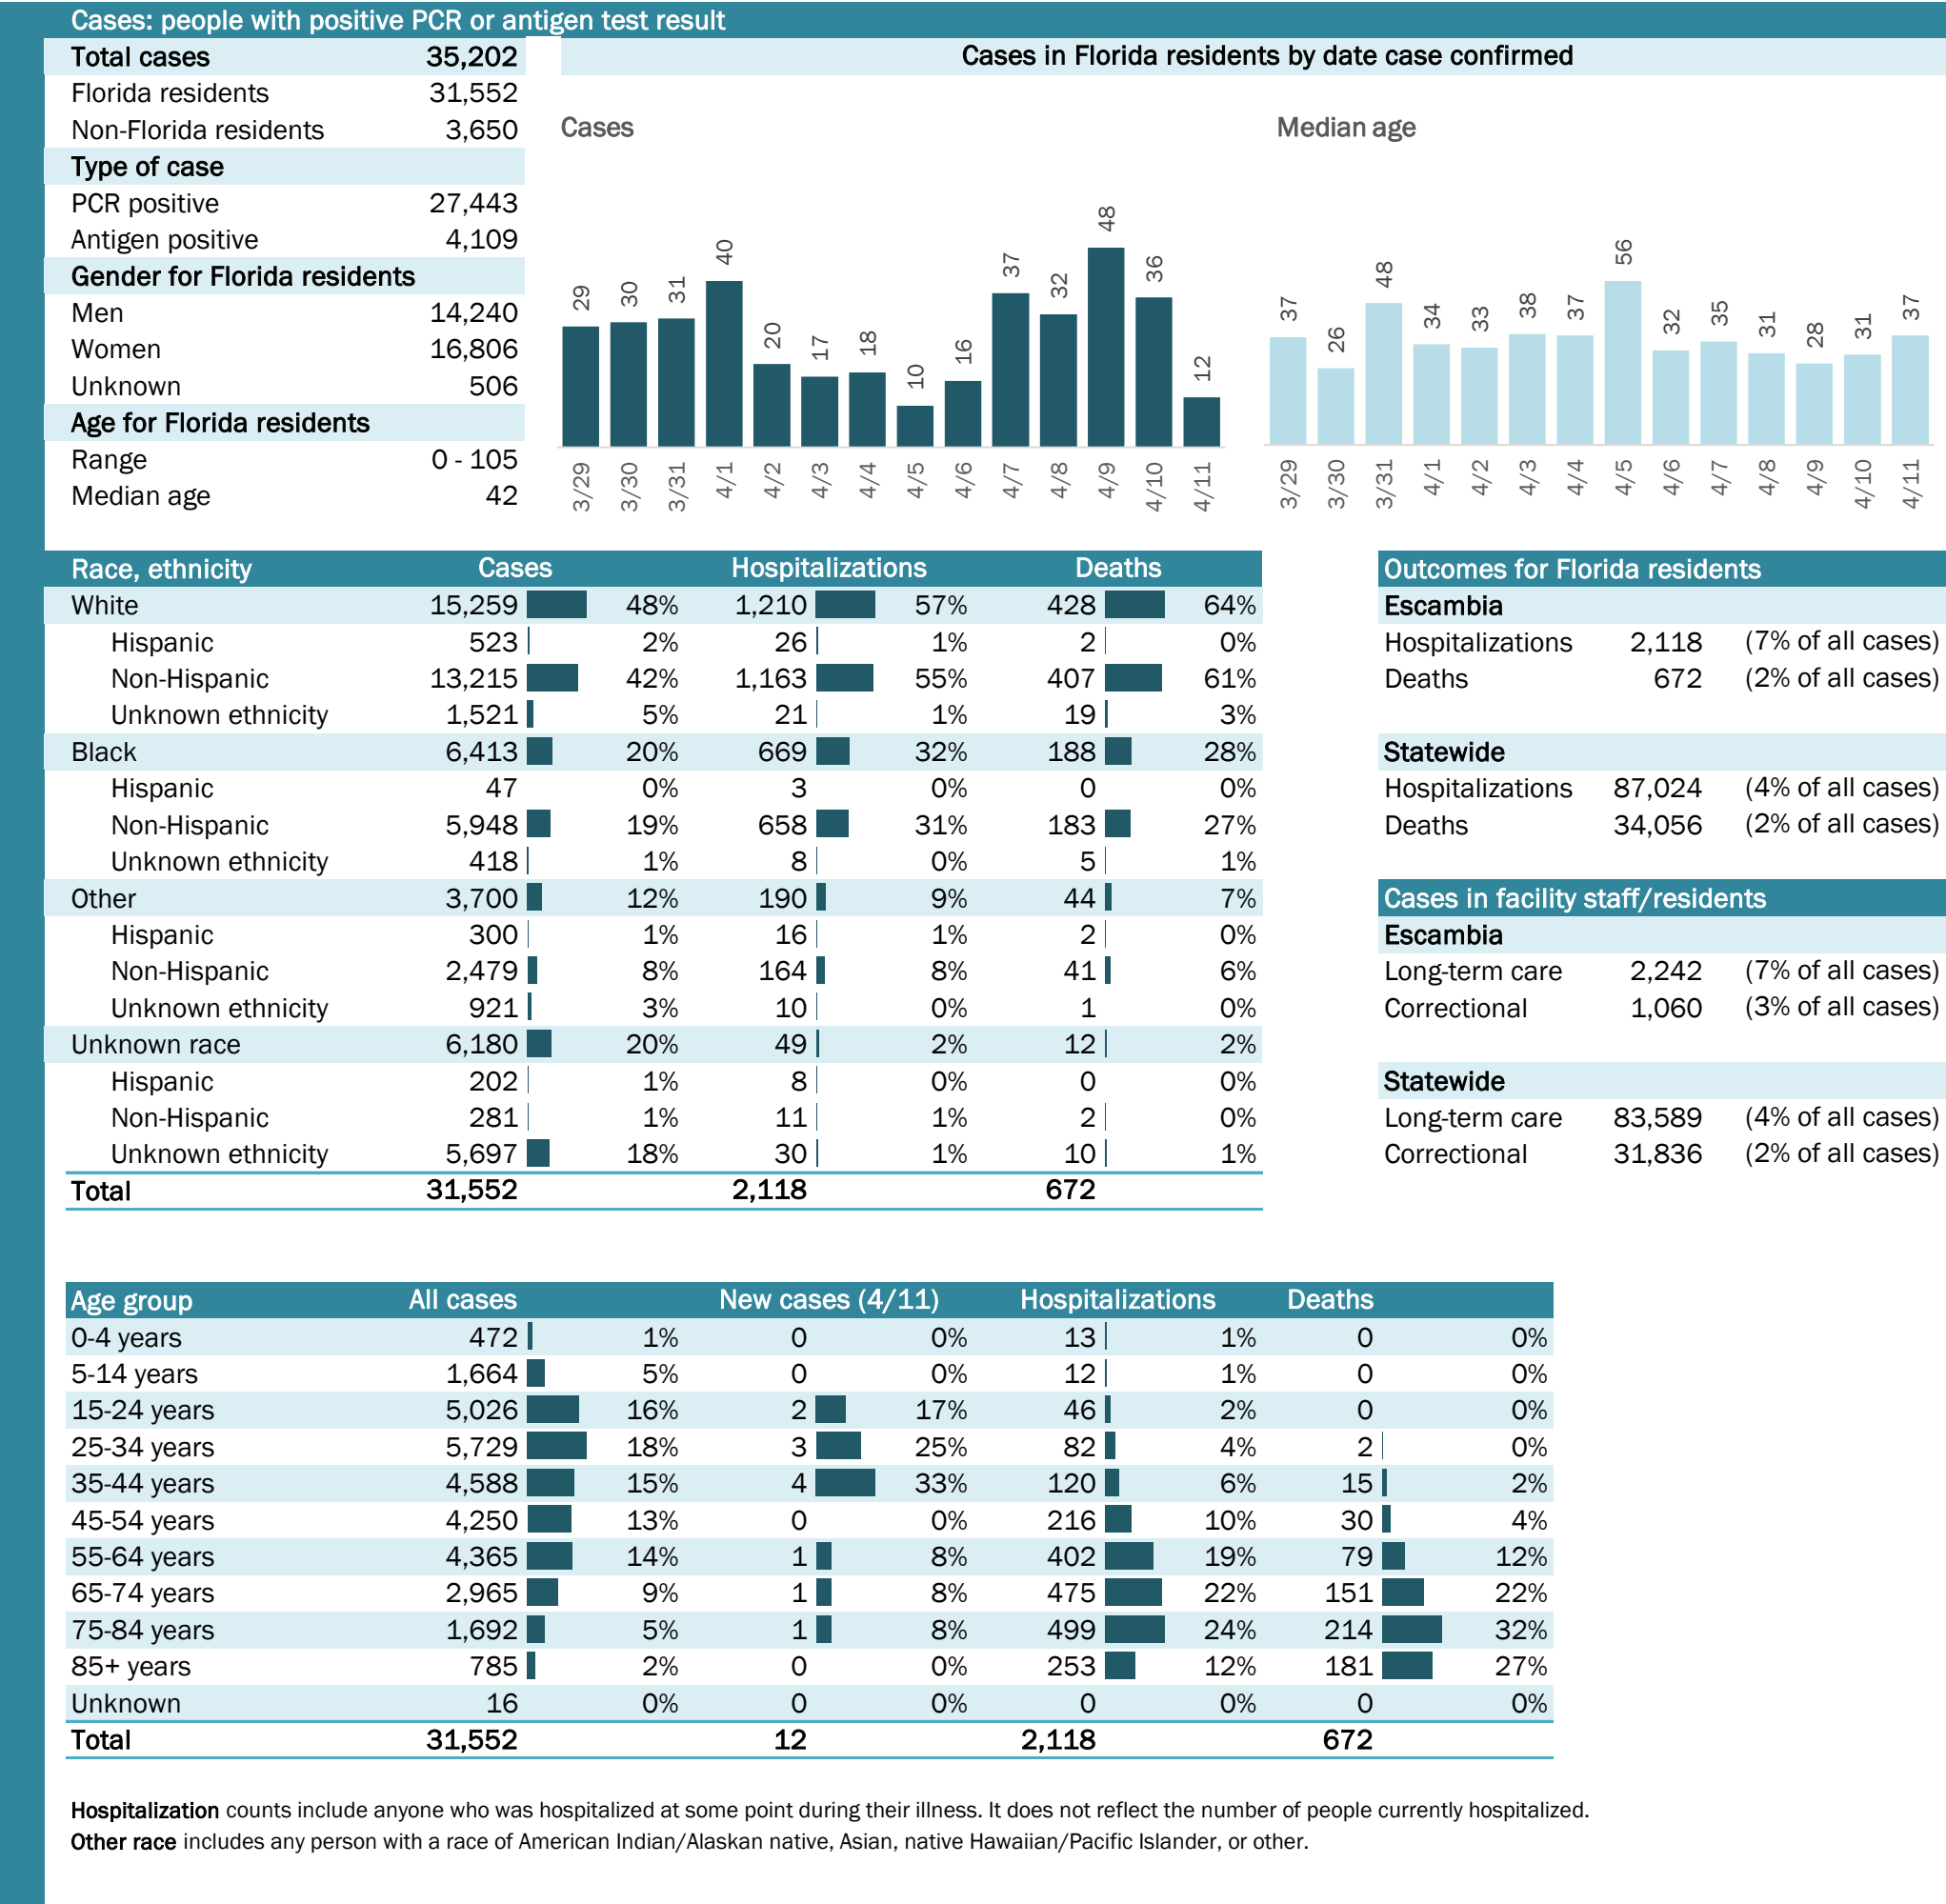 Cases: people with positive PCR or antigen test result
Total cases 35,202
Florida residents 31,552
Non-Florida residents 3,650
Type of case
PCR positive 27,443
Antigen positive 4,109
Gender for Florida residents
Men 14,240
Women 16,806
Unknown 506
Age for Florida residents
Range 0 - 105
Median age 42
Cases in Florida residents by date case confirmed
Cases
29 30 31 40 20 17 18 10 16 37 32 48 36 12
3/29 3/30 3/31 4/1 4/2 4/3 4/4 4/5 4/6 4/7 4/8 4/9 4/10 4/11
Median age
37 26 48 34 33 38 37 56 32 35 31 28 31 37
3/29 3/30 3/31 4/1 4/2 4/3 4/4 4/5 4/6 4/7 4/8 4/9 4/10 4/11
Race, ethnicity Cases Hospitalizations Deaths
White 15,259 48% 1,210 57% 428 64%
Hispanic 523 2% 26 1% 2 0%
Non-Hispanic 13,215 42% 1,163 55% 407 61%
Unknown ethnicity 1,521 5% 21 1% 19 3%
Black 6,413 20% 669 32% 188 28%
Hispanic 47 0% 3 0% 0 0%
Non-Hispanic 5,948 19% 658 31% 183 27%
Unknown ethnicity 418 1% 8 0% 5 1%
Other 3,700 12% 190 9% 44 7%
Hispanic 300 1% 16 1% 2 0%
Non-Hispanic 2,479 8% 164 8% 41 6%
Unknown ethnicity 921 3% 10 0% 1 0%
Unknown race 6,180 20% 49 2% 12 2%
Hispanic 202 1% 8 0% 0 0%
Non-Hispanic 281 1% 11 1% 2 0%
Unknown ethnicity 5,697 18% 30 1% 10 1%
Total 31,552 2,118 672
Outcomes for Florida residents
Escambia
Hospitalizations 2,118 (7% of all cases)
Deaths 672 (2% of all cases)
Statewide
Hospitalizations 87,024 (4% of all cases)
Deaths 34,056 (2% of all cases)
Cases in facility staff/residents
Escambia
Long-term care 2,242 (7% of all cases)
Correctional 1,060 (3% of all cases)
Statewide
Long-term care 83,589 (4% of all cases)
Correctional 31,836 (2% of all cases)
Age group All cases New cases (4/11) Hospitalizations Deaths
0-4 years 472 1% 0 0% 13 1% 0 0%
5-14 years 1,664 5% 0 0% 12 1% 0 0%
15-24 years 5,026 16% 2 17% 46 2% 0 0%
25-34 years 5,729 18% 3 25% 82 4% 2 0%
35-44 years 4,588 15% 4 33% 120 6% 15 2%
45-54 years 4,250 13% 0 0% 216 10% 30 4%
55-64 years 4,365 14% 1 8% 402 19% 79 12%
65-74 years 2,965 9% 1 8% 475 22% 151 22%
75-84 years 1,692 5% 1 8% 499 24% 214 32%
85+ years 785 2% 0 0% 253 12% 181 27%
Unknown 16 0% 0 0% 0 0% 0 0%
Total 31,552 12 2,118 672
Hospitalization counts include anyone who was hospitalized at some point during their illness. It does not reflect the number of people currently hospitalized.
Other race includes any person with a race of American Indian/Alaskan native, Asian, native Hawaiian/Pacific Islander, or other.